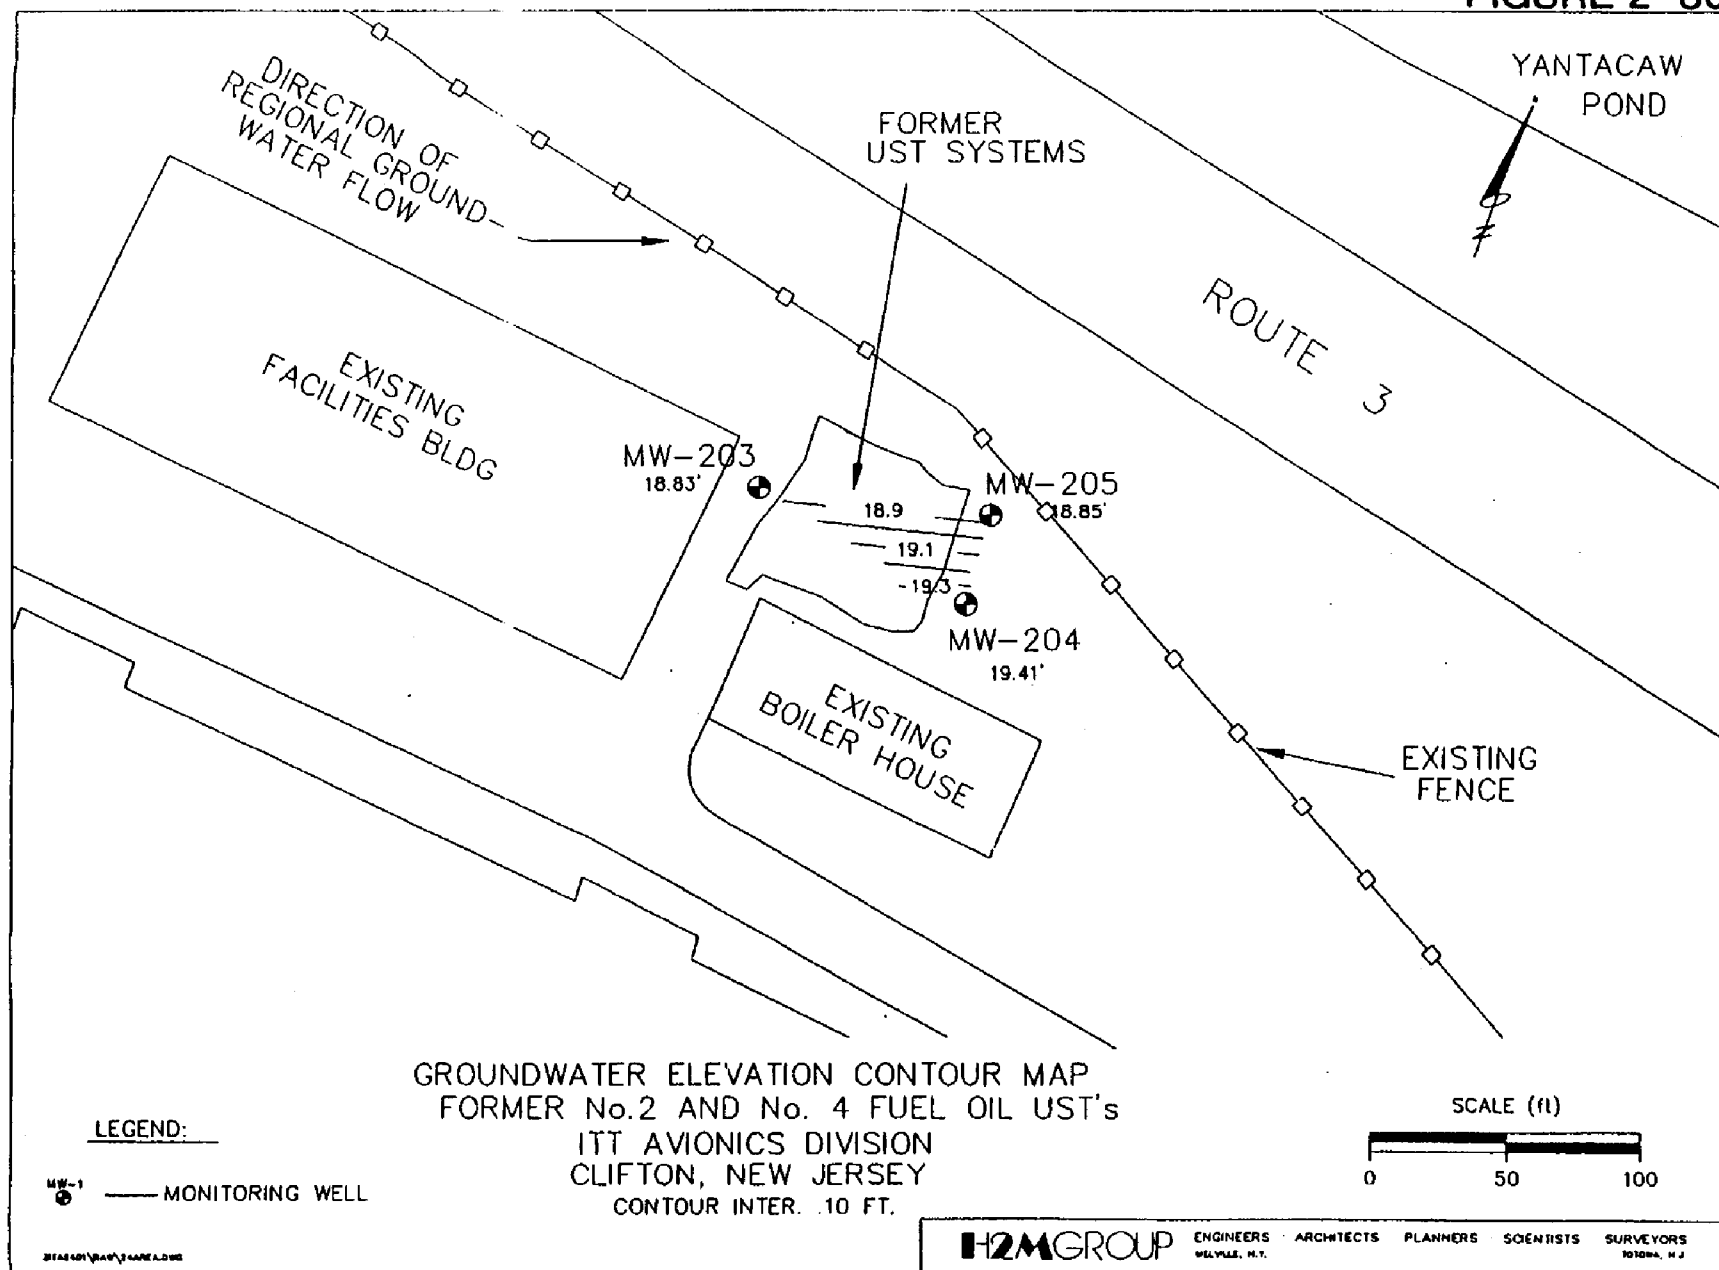 YANTACAW
POND
DIRECTION OF
REGIONAL GROUND-
WATER FLOW
FORMER
UST SYSTEMS
ROUTE 3
EXISTING
FACILITIES BLDG
MW-203
18.83'
MW-205
18.85'
18.9
19.1
-19.3
MW-204
19.41'
EXISTING
BOILER HOUSE
EXISTING
FENCE
GROUNDWATER ELEVATION CONTOUR MAP
FORMER No.2 AND No. 4 FUEL OIL UST's
ITT AVIONICS DIVISION
CLIFTON, NEW JERSEY
CONTOUR INTER. .10 FT.
LEGEND:
MW-1
MONITORING WELL
SCALE (ft)
0 50 100
H2MGROUP
ENGINEERS ARCHITECTS PLANNERS SCIENTISTS SURVEYORS
MELVILLE, N.Y. TOTOWA, N.J